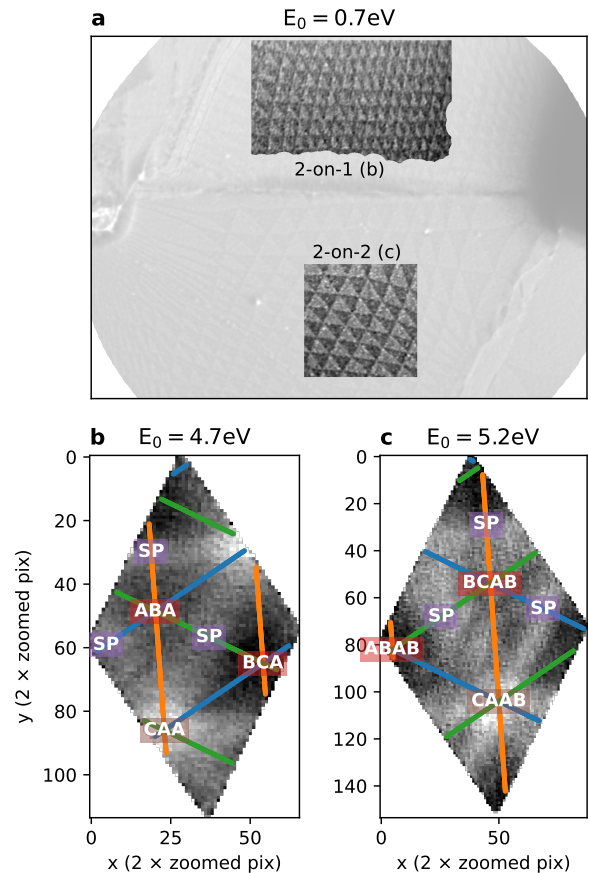 a
E₀ = 0.7eV
2-on-1 (b)
2-on-2 (c)
b
E₀ = 4.7eV
0
20
40
60
80
100
y (2 × zoomed pix)
SP
ABA
SP
SP
BCA
CAA
0
25
50
x (2 × zoomed pix)
c
E₀ = 5.2eV
0
20
40
60
80
100
120
140
SP
BCAB
SP
SP
ABAB
CAAB
0
50
x (2 × zoomed pix)